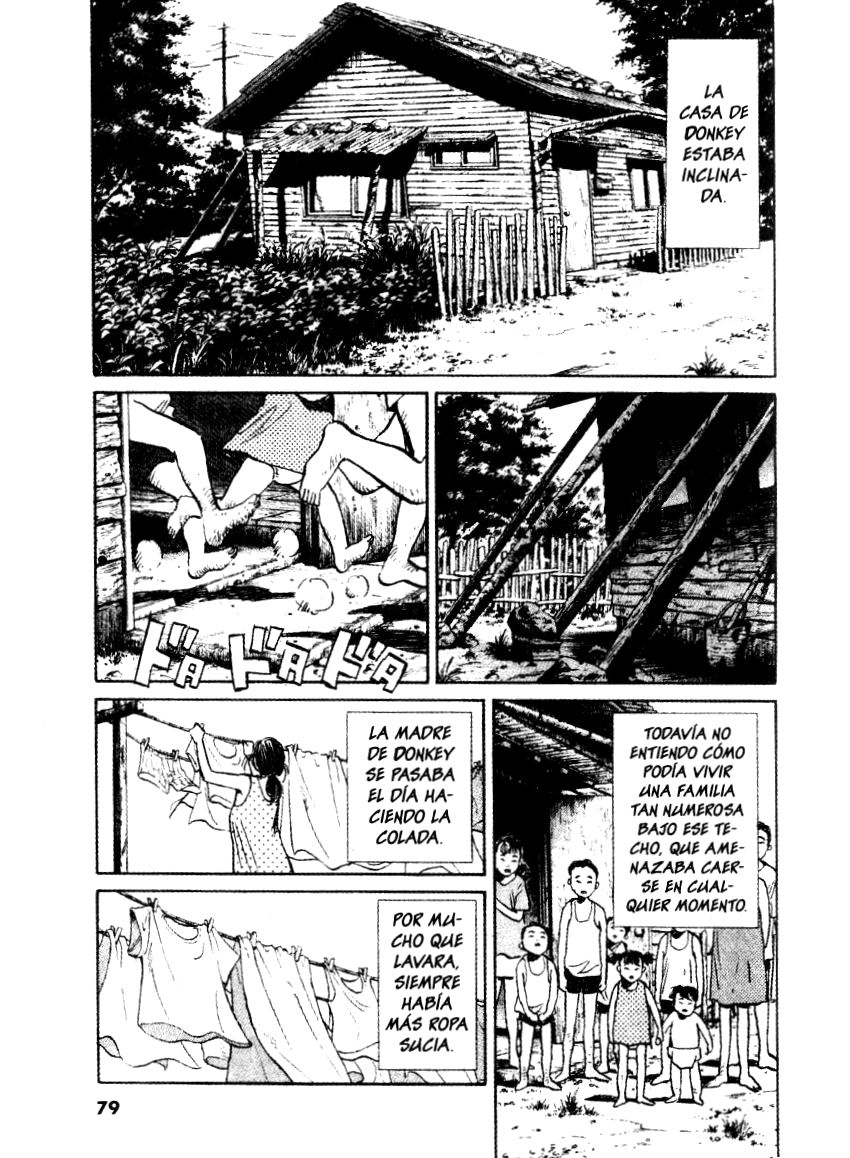 LA
CASA DE
DONKEY
ESTABA
INCLINA-
DA.
ドタ ドタ ドタ
TODAVÍA NO
ENTIENDO CÓMO
PODÍA VIVIR
UNA FAMILIA
TAN NUMEROSA
BAJO ESE TE-
CHO, QUE AME-
NAZABA CAER-
SE EN CUAL-
QUIER MOMENTO.
LA MADRE
DE DONKEY
SE PASABA
EL DÍA HA-
CIENDO LA
COLADA.
POR MU-
CHO QUE
LAVARA,
SIEMPRE
HABÍA
MÁS ROPA
SUCIA.
79